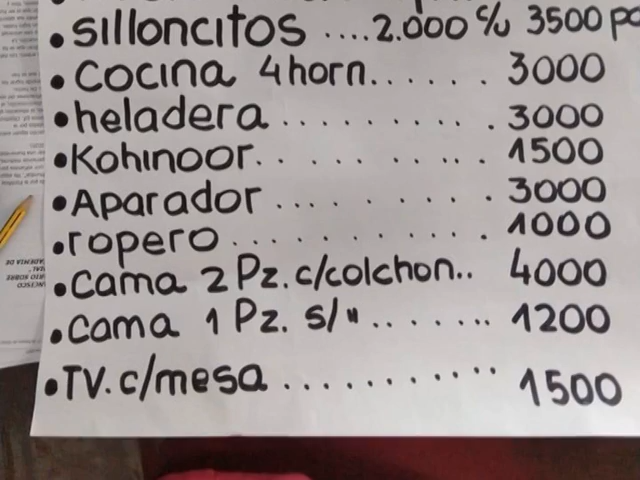 • silloncitos ....2.000 c/u 3500 pa
• cocina 4 horn...... 3000
• heladera .......... 3000
• Kohinoor. . . . . ..... 1500
• Aparador .......... 3000
• ropero ............ 1000
• cama 2 Pz. c/colchon.. 4000
• cama 1 Pz. s/" ....... 1200
• TV. c/mesa ........... 1500